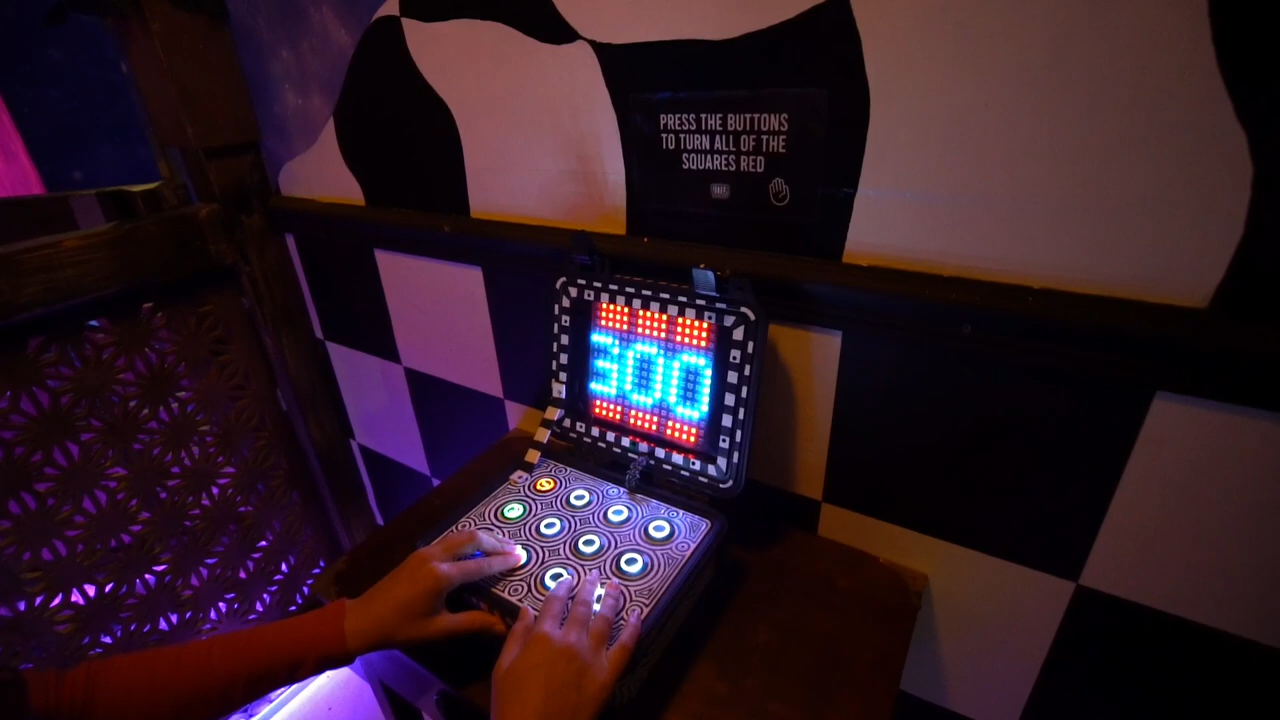 PRESS THE BUTTONS
TO TURN ALL OF THE
SQUARES RED
300